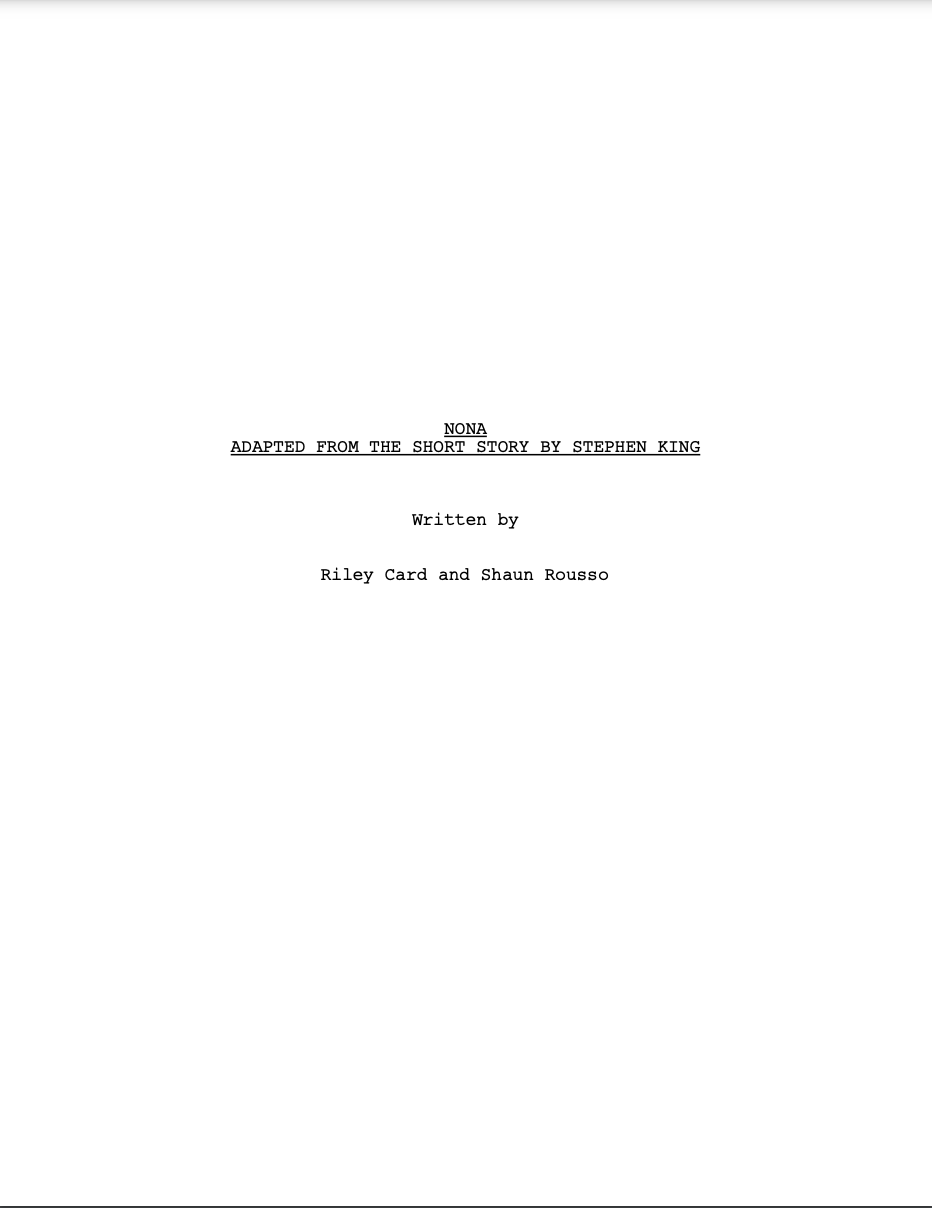 NONA
ADAPTED FROM THE SHORT STORY BY STEPHEN KING
Written by
Riley Card and Shaun Rousso